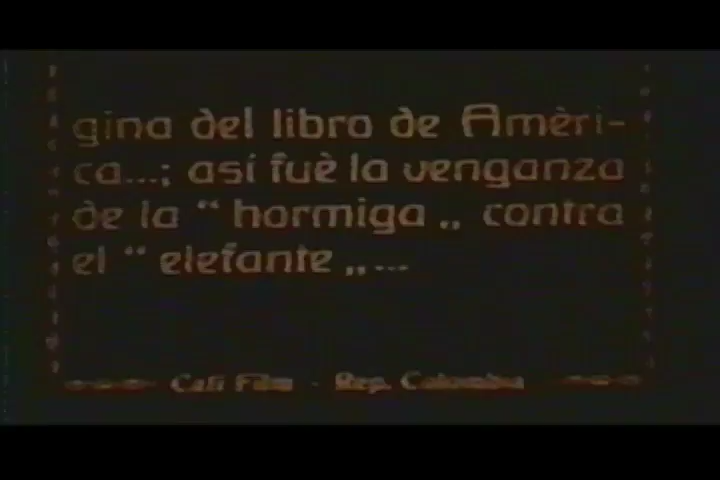 gina del libro de Amèri-
ca...; así fuè la venganza
de la “ hormiga „ contra
el “ elefante „...
Cali Film - Rep. Colombia